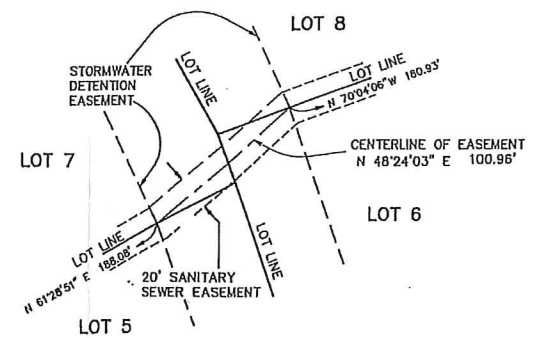 LOT 8
STORMWATER
DETENTION
EASEMENT
LOT LINE
LOT LINE
N 70°04'06" W 180.93'
CENTERLINE OF EASEMENT
N 48°24'03" E 100.96'
LOT 7
LOT 6
LOT LINE
N 61°28'51" E 188.08'
20' SANITARY
SEWER EASEMENT
LOT LINE
LOT 5